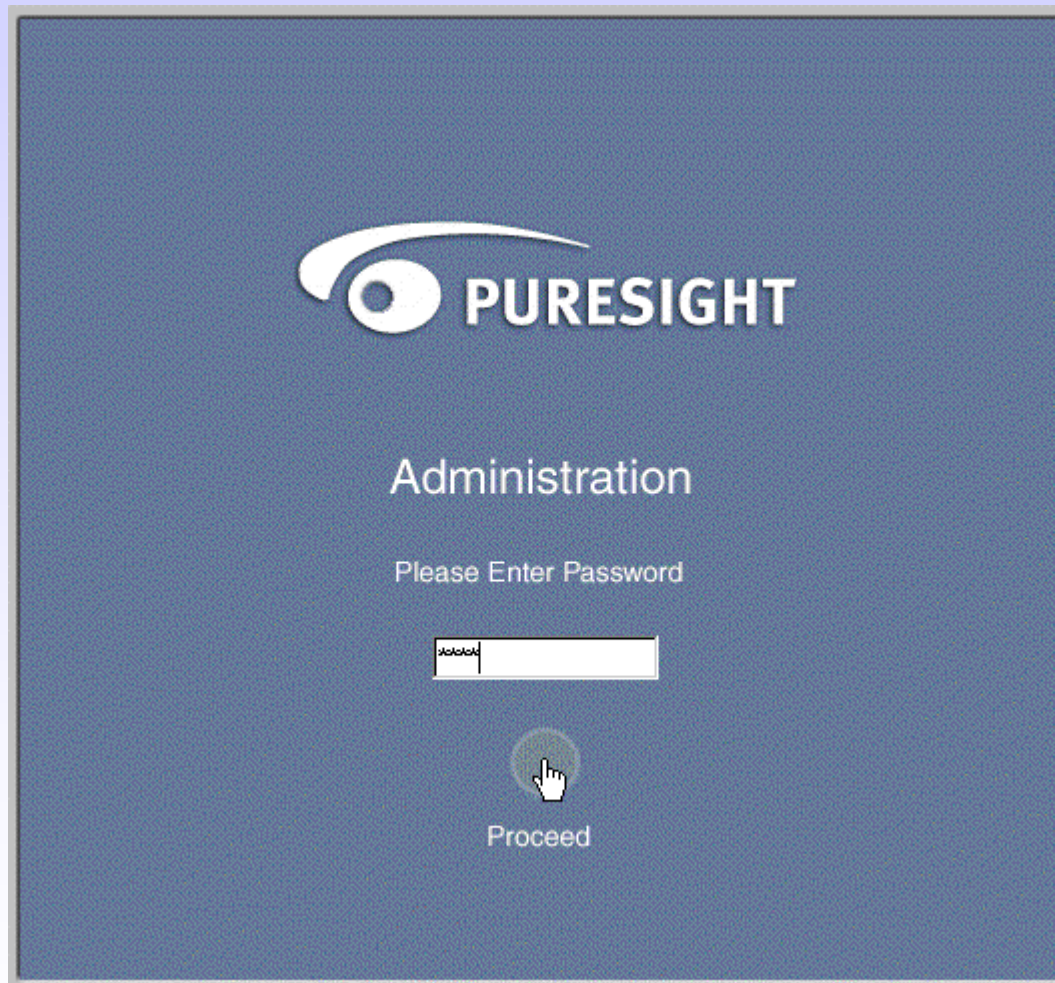 PURESIGHT
Administration
Please Enter Password
*****
Proceed